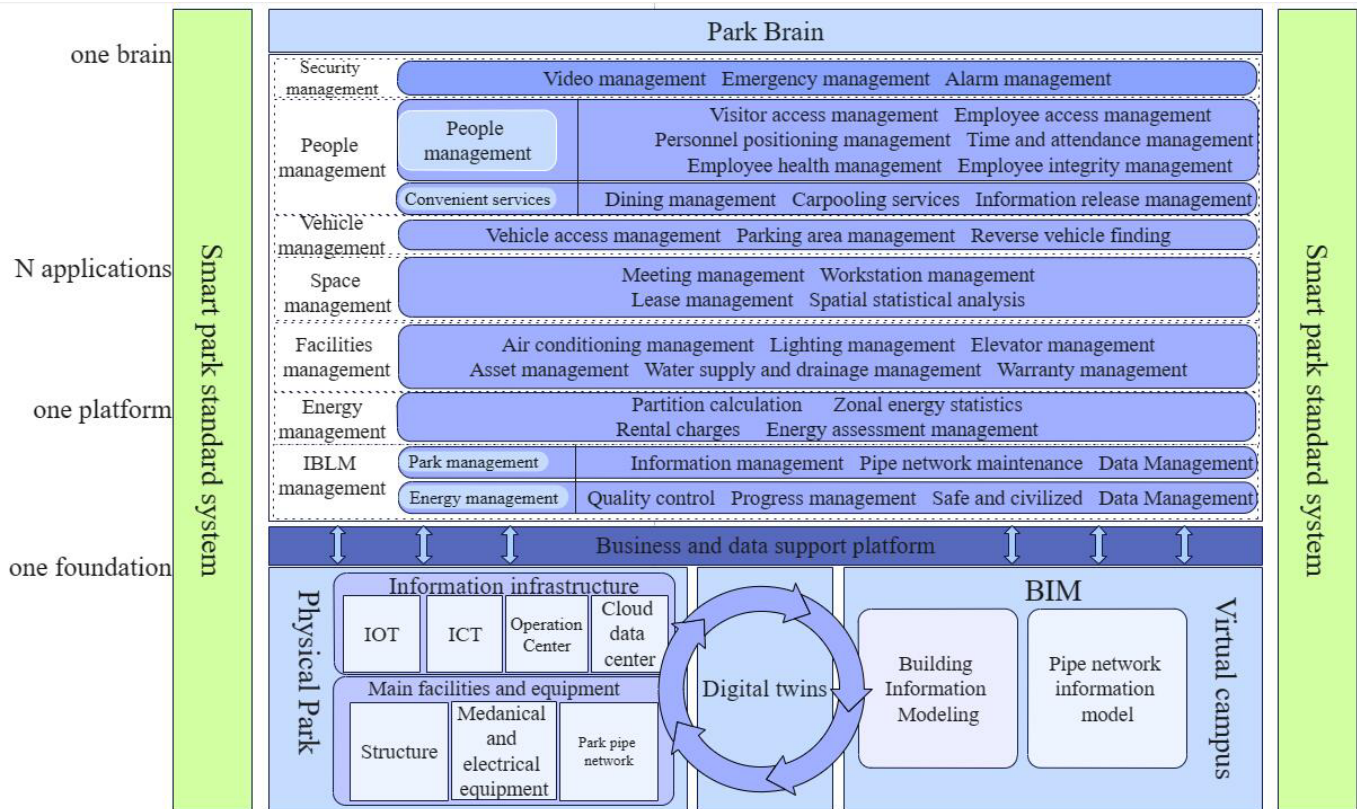 one brain
N applications
one platform
one foundation
Smart park standard system
Park Brain
Security
management
Video management Emergency management Alarm management
People
management
People
management
Visitor access management Employee access management
Personnel positioning management Time and attendance management
Employee health management Employee integrity management
Convenient services
Dining management Carpooling services Information release management
Vehicle
management
Vehicle access management Parking area management Reverse vehicle finding
Space
management
Meeting management Workstation management
Lease management Spatial statistical analysis
Facilities
management
Air conditioning management Lighting management Elevator management
Asset management Water supply and drainage management Warranty management
Energy
management
Partition calculation Zonal energy statistics
Rental charges Energy assessment management
IBLM
management
Park management
Information management Pipe network maintenance Data Management
Energy management
Quality control Progress management Safe and civilized Data Management
Business and data support platform
Physical Park
Information infrastructure
IOT
ICT
Operation
Center
Cloud
data
center
Main facilities and equipment
Structure
Medanical
and
electrical
equipment
Park pipe
network
Digital twins
BIM
Building
Information
Modeling
Pipe network
information
model
Virtual campus
Smart park standard system